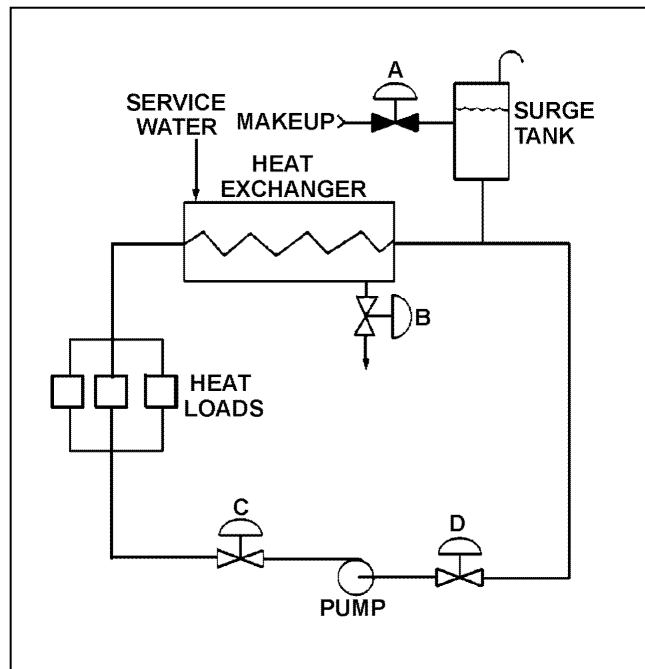 A
SERVICE
WATER
MAKEUP
SURGE
TANK
HEAT
EXCHANGER
B
HEAT
LOADS
C
D
PUMP